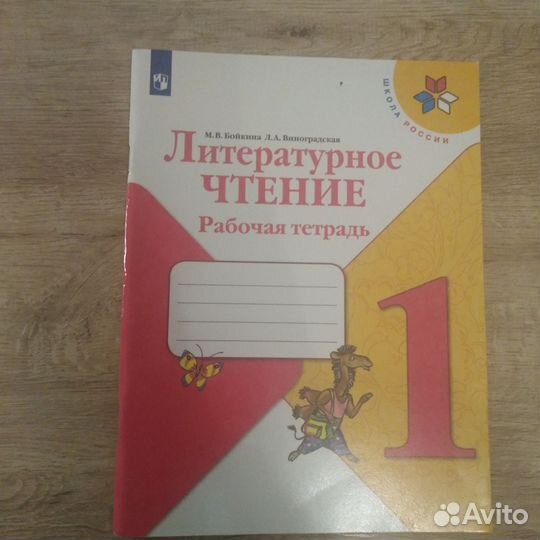 ШКОЛА РОССИИ
М.В. Бойкина Л.А. Виноградская
Литературное
ЧТЕНИЕ
Рабочая тетрадь
1
Avito